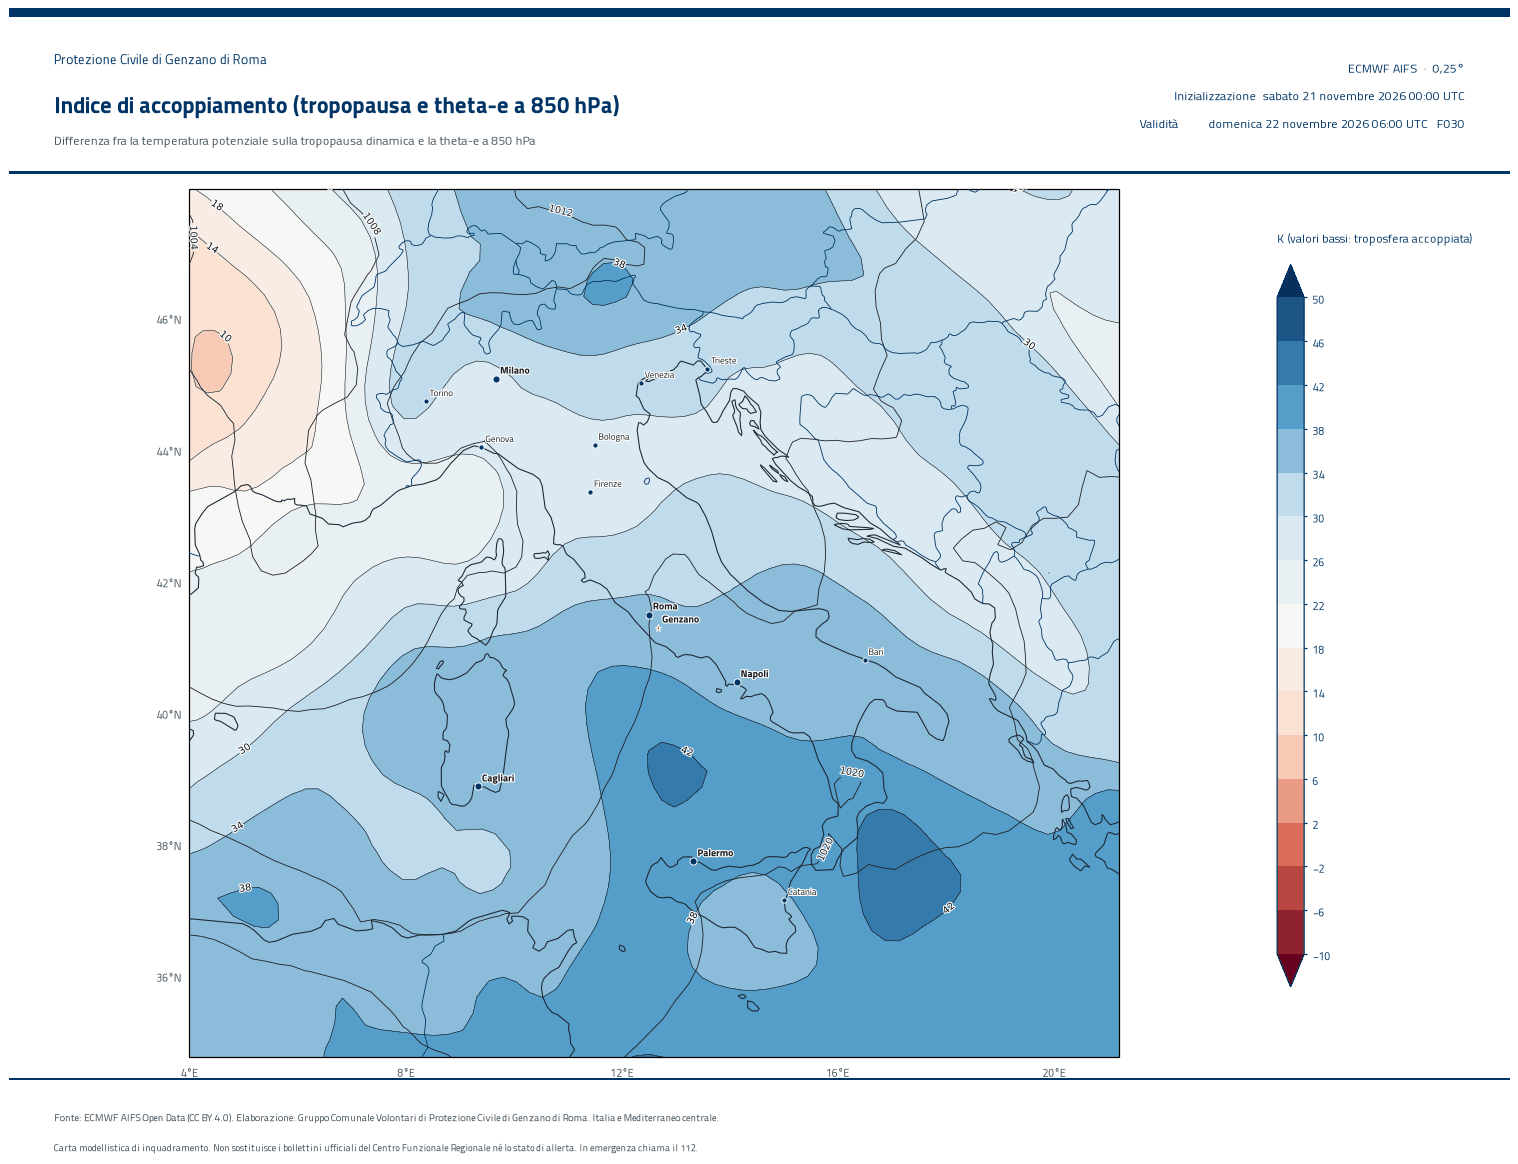 Protezione Civile di Genzano di Roma
Indice di accoppiamento (tropopausa e theta-e a 850 hPa)
Differenza fra la temperatura potenziale sulla tropopausa dinamica e la theta-e a 850 hPa
ECMWF AIFS · 0,25°
Inizializzazione sabato 21 novembre 2026 00:00 UTC
Validità domenica 22 novembre 2026 06:00 UTC F030
K (valori bassi: troposfera accoppiata)
50
46
42
38
34
30
26
22
18
14
10
6
2
−2
−6
−10
46°N
44°N
42°N
40°N
38°N
36°N
4°E
8°E
12°E
16°E
20°E
18
1004
14
10
1008
1012
38
34
30
Milano
Torino
Venezia
Trieste
Genova
Bologna
Firenze
Roma
Genzano
Napoli
Bari
30
42
Cagliari
1020
34
Palermo
1020
38
Catania
38
42
Fonte: ECMWF AIFS Open Data (CC BY 4.0). Elaborazione: Gruppo Comunale Volontari di Protezione Civile di Genzano di Roma. Italia e Mediterraneo centrale.
Carta modellistica di inquadramento. Non sostituisce i bollettini ufficiali del Centro Funzionale Regionale né lo stato di allerta. In emergenza chiama il 112.